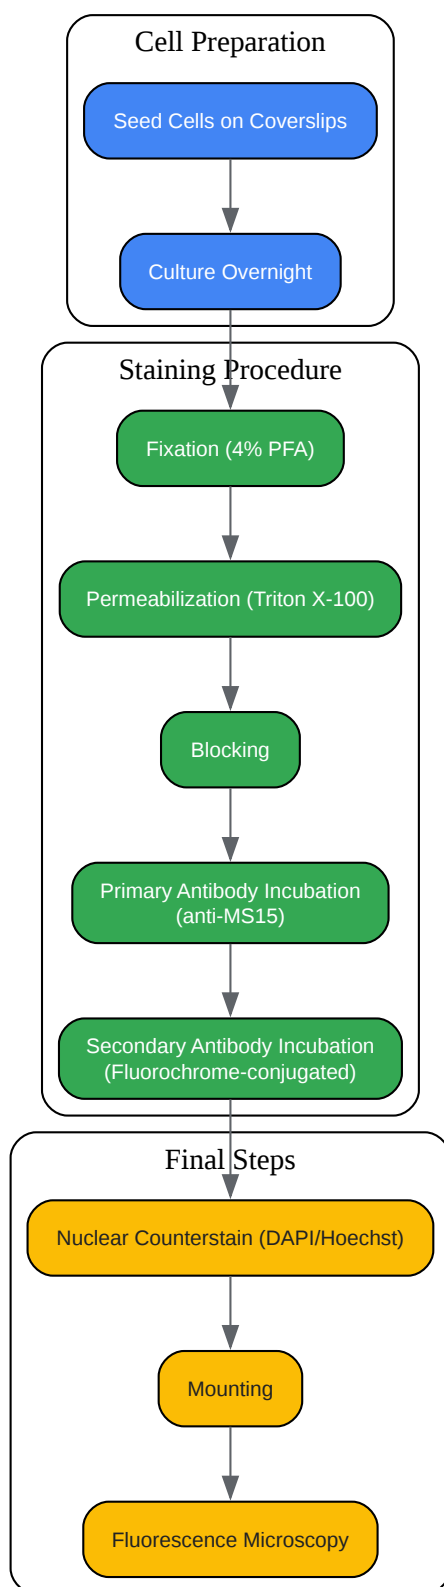 Cell Preparation
Seed Cells on Coverslips
Culture Overnight
Staining Procedure
Fixation (4% PFA)
Permeabilization (Triton X-100)
Blocking
Primary Antibody Incubation
(anti-MS15)
Secondary Antibody Incubation
(Fluorochrome-conjugated)
Final Steps
Nuclear Counterstain (DAPI/Hoechst)
Mounting
Fluorescence Microscopy